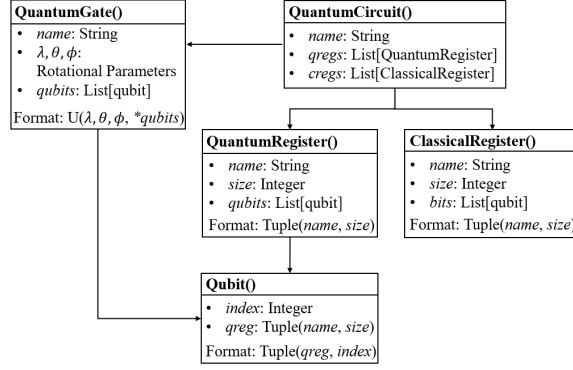 QuantumGate()
• name: String
• λ, θ, ϕ:
Rotational Parameters
• qubits: List[qubit]
Format: U(λ, θ, ϕ, *qubits)
QuantumCircuit()
• name: String
• qregs: List[QuantumRegister]
• cregs: List[ClassicalRegister]
QuantumRegister()
• name: String
• size: Integer
• qubits: List[qubit]
Format: Tuple(name, size)
ClassicalRegister()
• name: String
• size: Integer
• bits: List[qubit]
Format: Tuple(name, size)
Qubit()
• index: Integer
• qreg: Tuple(name, size)
Format: Tuple(qreg, index)